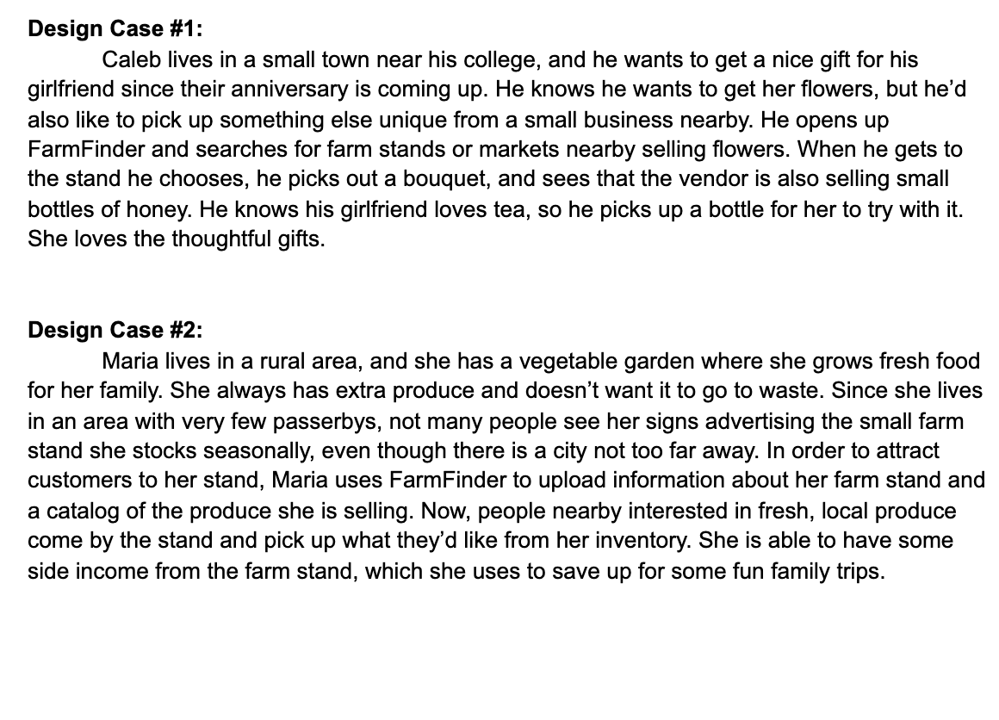 Design Case #1:
Caleb lives in a small town near his college, and he wants to get a nice gift for his
girlfriend since their anniversary is coming up. He knows he wants to get her flowers, but he’d
also like to pick up something else unique from a small business nearby. He opens up
FarmFinder and searches for farm stands or markets nearby selling flowers. When he gets to
the stand he chooses, he picks out a bouquet, and sees that the vendor is also selling small
bottles of honey. He knows his girlfriend loves tea, so he picks up a bottle for her to try with it.
She loves the thoughtful gifts.
Design Case #2:
Maria lives in a rural area, and she has a vegetable garden where she grows fresh food
for her family. She always has extra produce and doesn’t want it to go to waste. Since she lives
in an area with very few passerbys, not many people see her signs advertising the small farm
stand she stocks seasonally, even though there is a city not too far away. In order to attract
customers to her stand, Maria uses FarmFinder to upload information about her farm stand and
a catalog of the produce she is selling. Now, people nearby interested in fresh, local produce
come by the stand and pick up what they’d like from her inventory. She is able to have some
side income from the farm stand, which she uses to save up for some fun family trips.